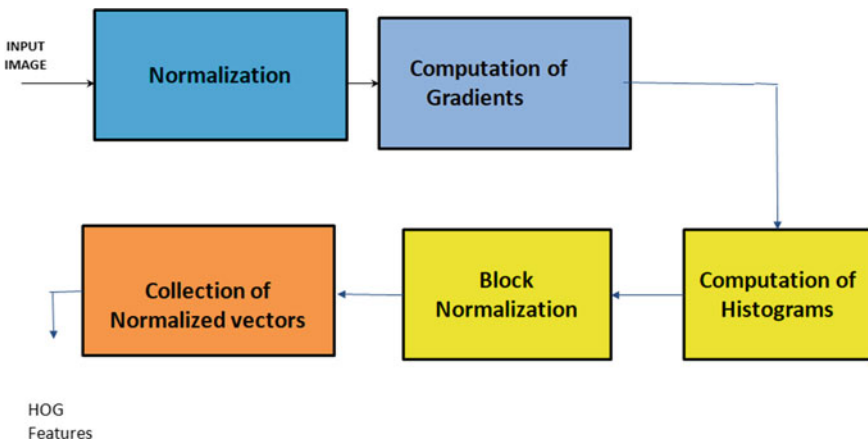 INPUT
IMAGE
Normalization
Computation of
Gradients
Computation of
Histograms
Block
Normalization
Collection of
Normalized vectors
HOG
Features